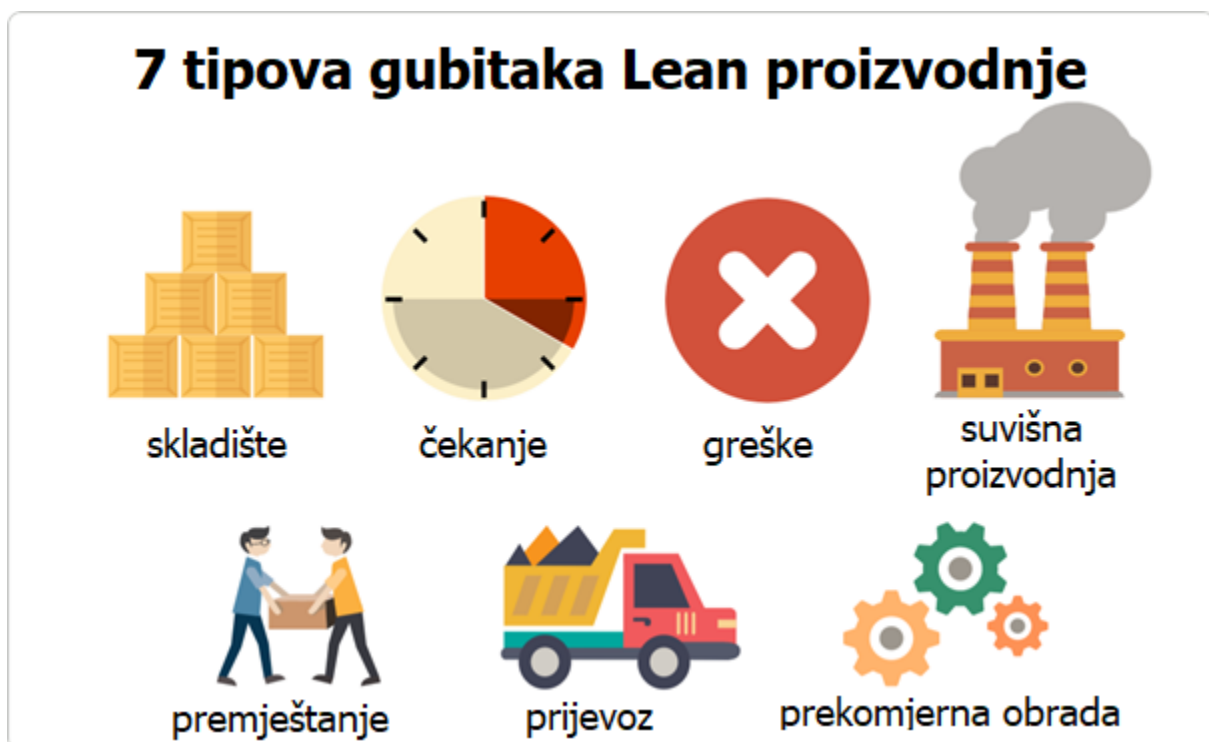 7 tipova gubitaka Lean proizvodnje
skladište
čekanje
greške
suvišna
proizvodnja
premještanje
prijevoz
prekomjerna obrada